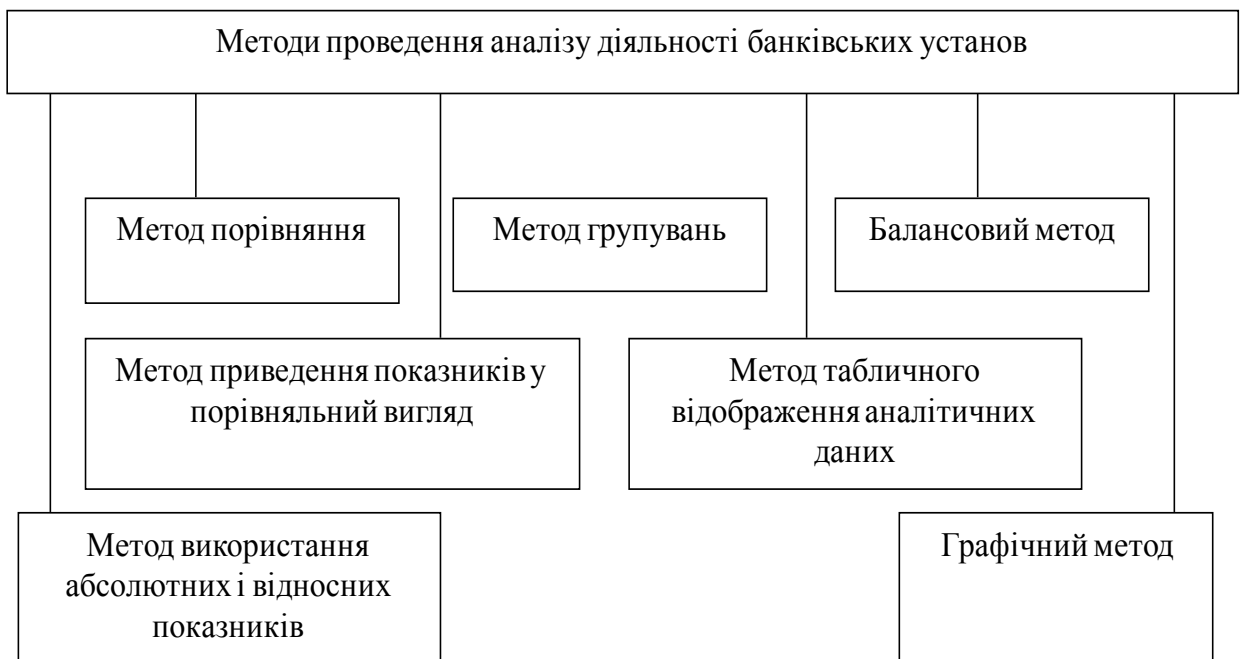 Методи проведення аналізу діяльності банківських установ
Метод порівняння
Метод групувань
Балансовий метод
Метод приведення показників у
порівняльний вигляд
Метод табличного
відображення аналітичних
даних
Метод використання
абсолютних і відносних
показників
Графічний метод